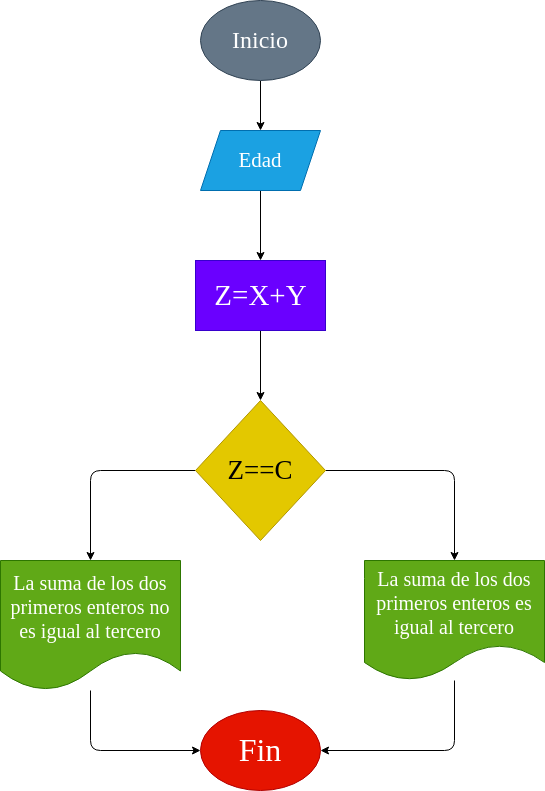 Inicio
Edad
Z=X+Y
Z==C
La suma de los dos
primeros enteros no
es igual al tercero
La suma de los dos
primeros enteros es
igual al tercero
Fin